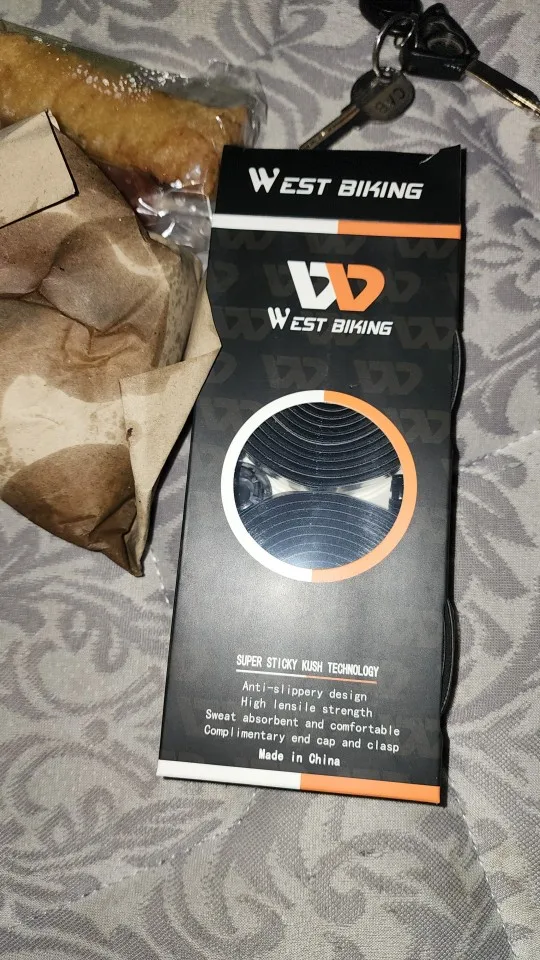 CAB
WEST BIKING
WEST BIKING
SUPER STICKY KUSH TECHNOLOGY
Anti-slippery design
High lensile strength
Sweat absorbent and comfortable
Complimentary end cap and clasp
Made in China